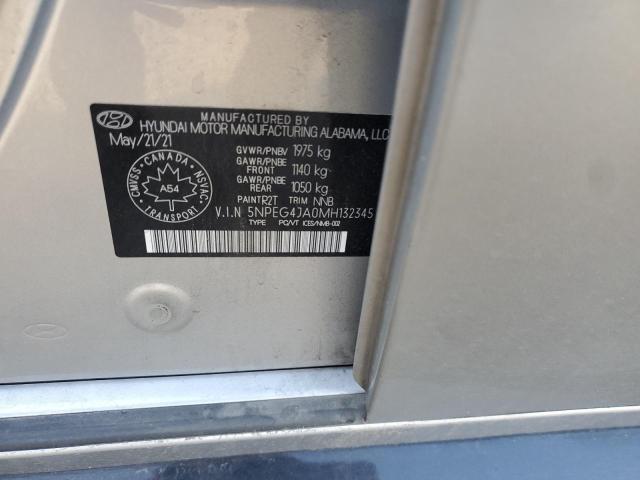 MANUFACTURED BY
HYUNDAI MOTOR MANUFACTURING ALABAMA, LLC
May/21/21
GVWR/PNBV 1975 kg
GAWR/PNBE
FRONT 1140 kg
GAWR/PNBE
REAR 1050 kg
PAINT R2T TRIM NNB
V.I.N 5NPEG4JA0MH132345
TYPE PC/VT ICES/NMB-002
CMVSS - CANADA - NSVAC
A54
TRANSPORT